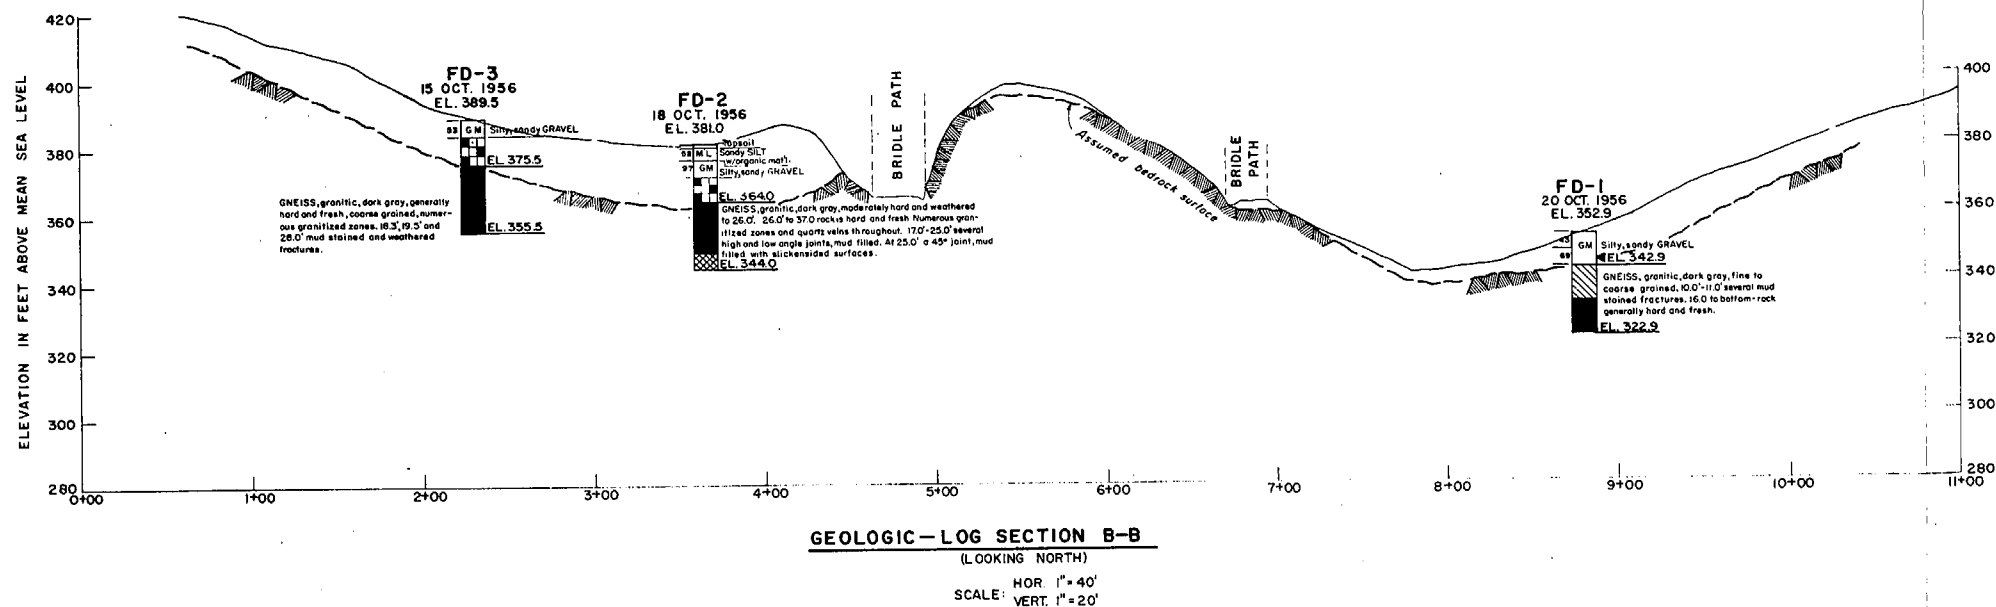 ELEVATION IN FEET ABOVE MEAN SEA LEVEL
420
400
380
360
340
320
300
280
FD-3
15 OCT. 1956
EL. 389.5
53 GM Silty, sandy GRAVEL
EL. 375.5
EL. 355.5
GNEISS, granitic, dark gray, generally
hard and fresh, coarse grained, numer-
ous granitized zones. 18.3', 19.5' and
28.0' mud stained and weathered
fractures.
FD-2
18 OCT. 1956
EL. 381.0
Topsoil
58 ML Sandy SILT
w/organic mat'l.
97 GM Silty, sandy GRAVEL
EL. 364.0
GNEISS, granitic, dark gray, moderately hard and weathered
to 26.0'. 26.0' to 37.0 rock is hard and fresh Numerous gran-
itized zones and quartz veins throughout. 17.0'-25.0' several
high and low angle joints, mud filled. At 25.0' a 45° joint, mud
filled with slickensided surfaces.
EL. 344.0
BRIDLE PATH
Assumed bedrock surface
BRIDLE
PATH
FD-1
20 OCT. 1956
EL. 352.9
GM Silty, sandy GRAVEL
EL. 342.9
GNEISS, granitic, dark gray, fine to
coarse grained. 10.0'-11.0' several mud
stained fractures. 16.0 to bottom-rock
generally hard and fresh.
EL. 322.9
400
380
360
340
320
300
280
0+00 1+00 2+00 3+00 4+00 5+00 6+00 7+00 8+00 9+00 10+00 11+00
GEOLOGIC—LOG SECTION B-B
(LOOKING NORTH)
SCALE: HOR. 1"=40'
VERT. 1"=20'